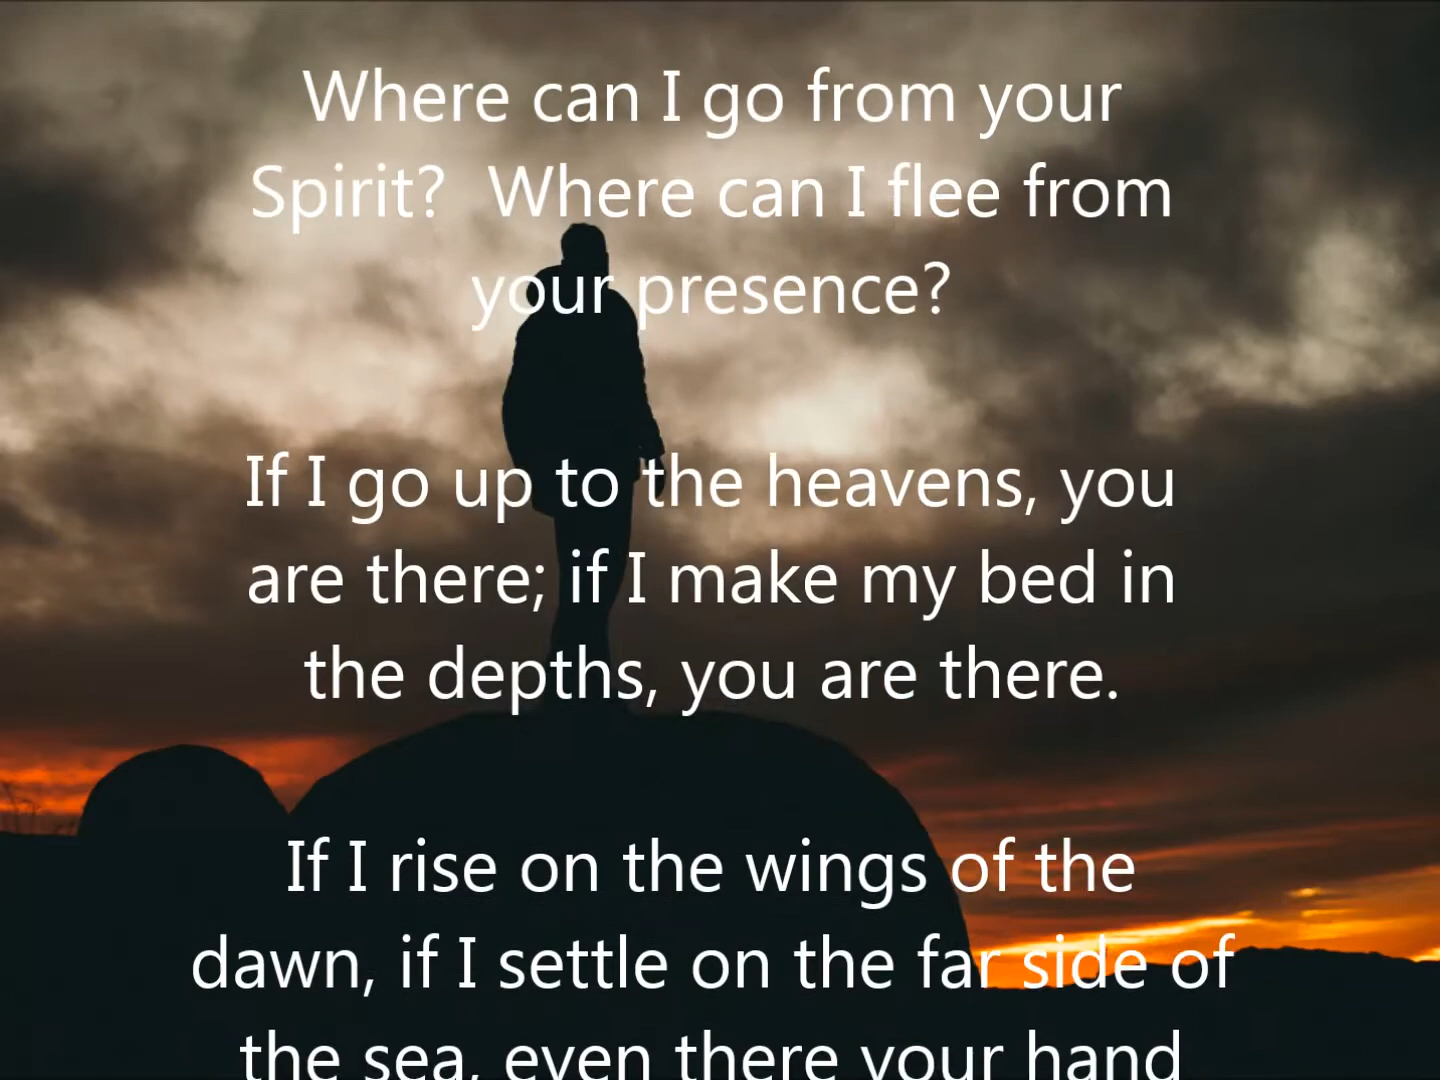 Where can I go from your
Spirit?  Where can I flee from
your presence?
If I go up to the heavens, you
are there; if I make my bed in
the depths, you are there.
If I rise on the wings of the
dawn, if I settle on the far side of
the sea, even there your hand